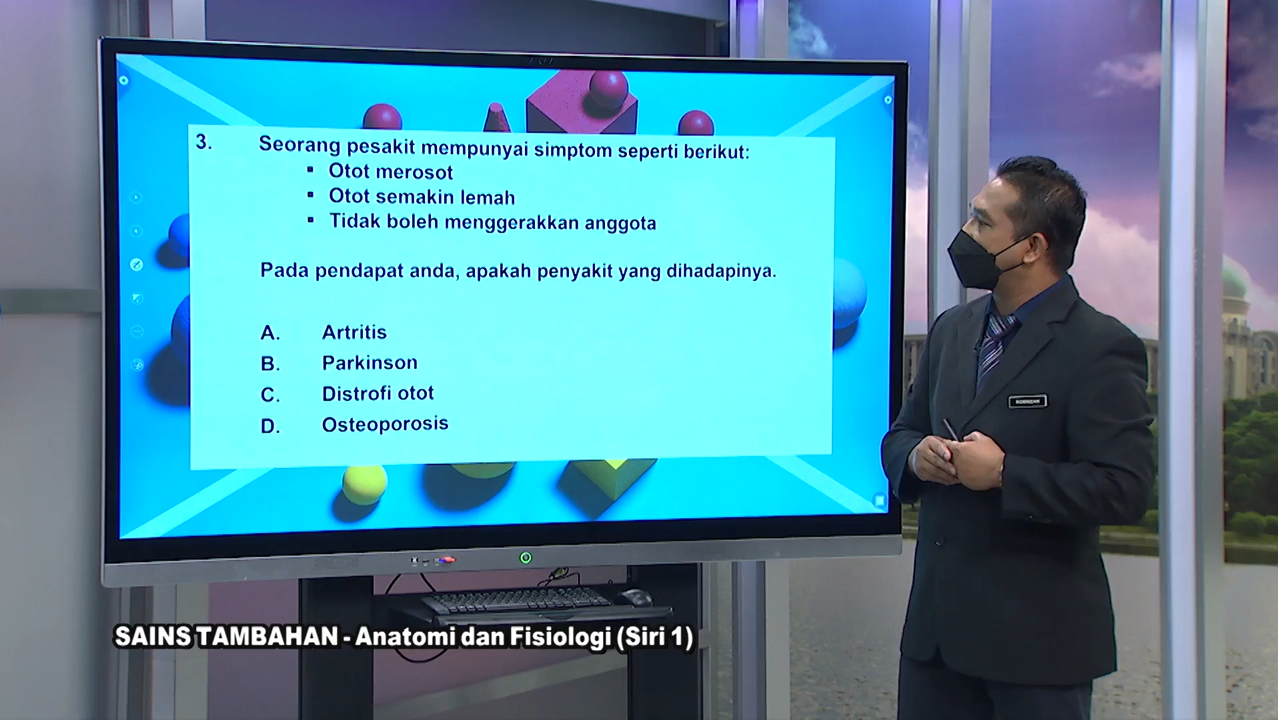 3. Seorang pesakit mempunyai simptom seperti berikut:
▪ Otot merosot
▪ Otot semakin lemah
▪ Tidak boleh menggerakkan anggota
Pada pendapat anda, apakah penyakit yang dihadapinya.
A. Artritis
B. Parkinson
C. Distrofi otot
D. Osteoporosis
SAINS TAMBAHAN - Anatomi dan Fisiologi (Siri 1)